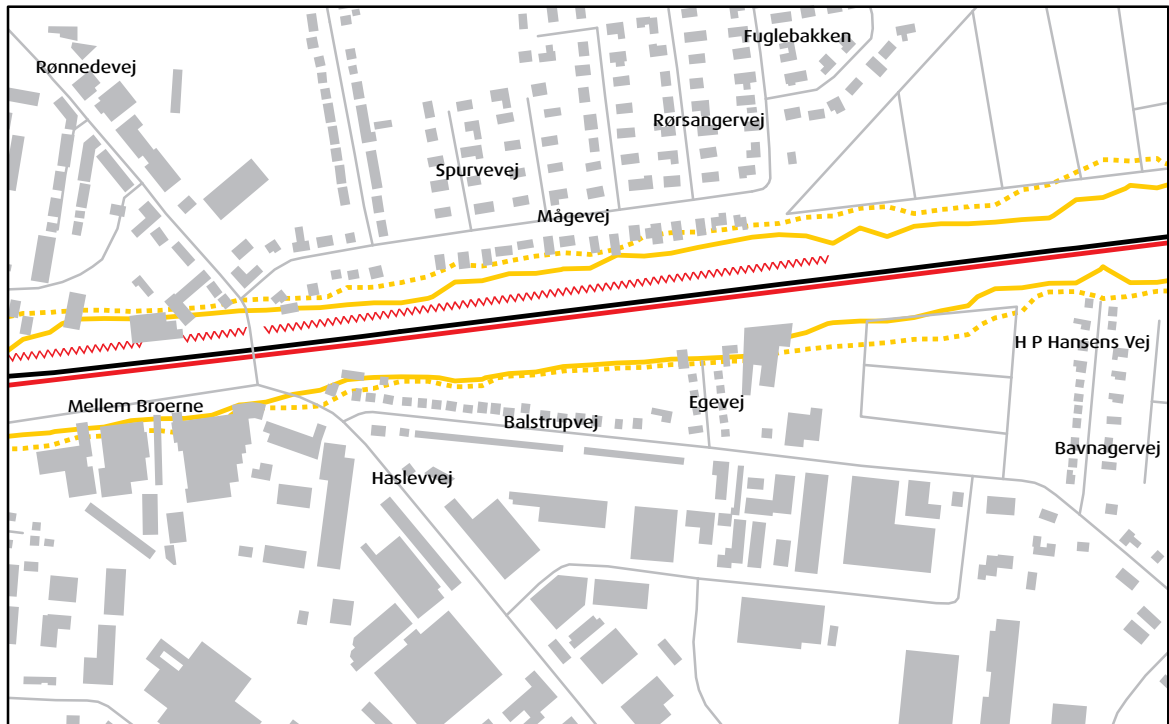 Fuglebakken
Rønnedevej
Rørsangervej
Spurvevej
Mågevej
H P Hansens Vej
Mellem Broerne
Egevej
Balstrupvej
Bavnagervej
Haslevvej